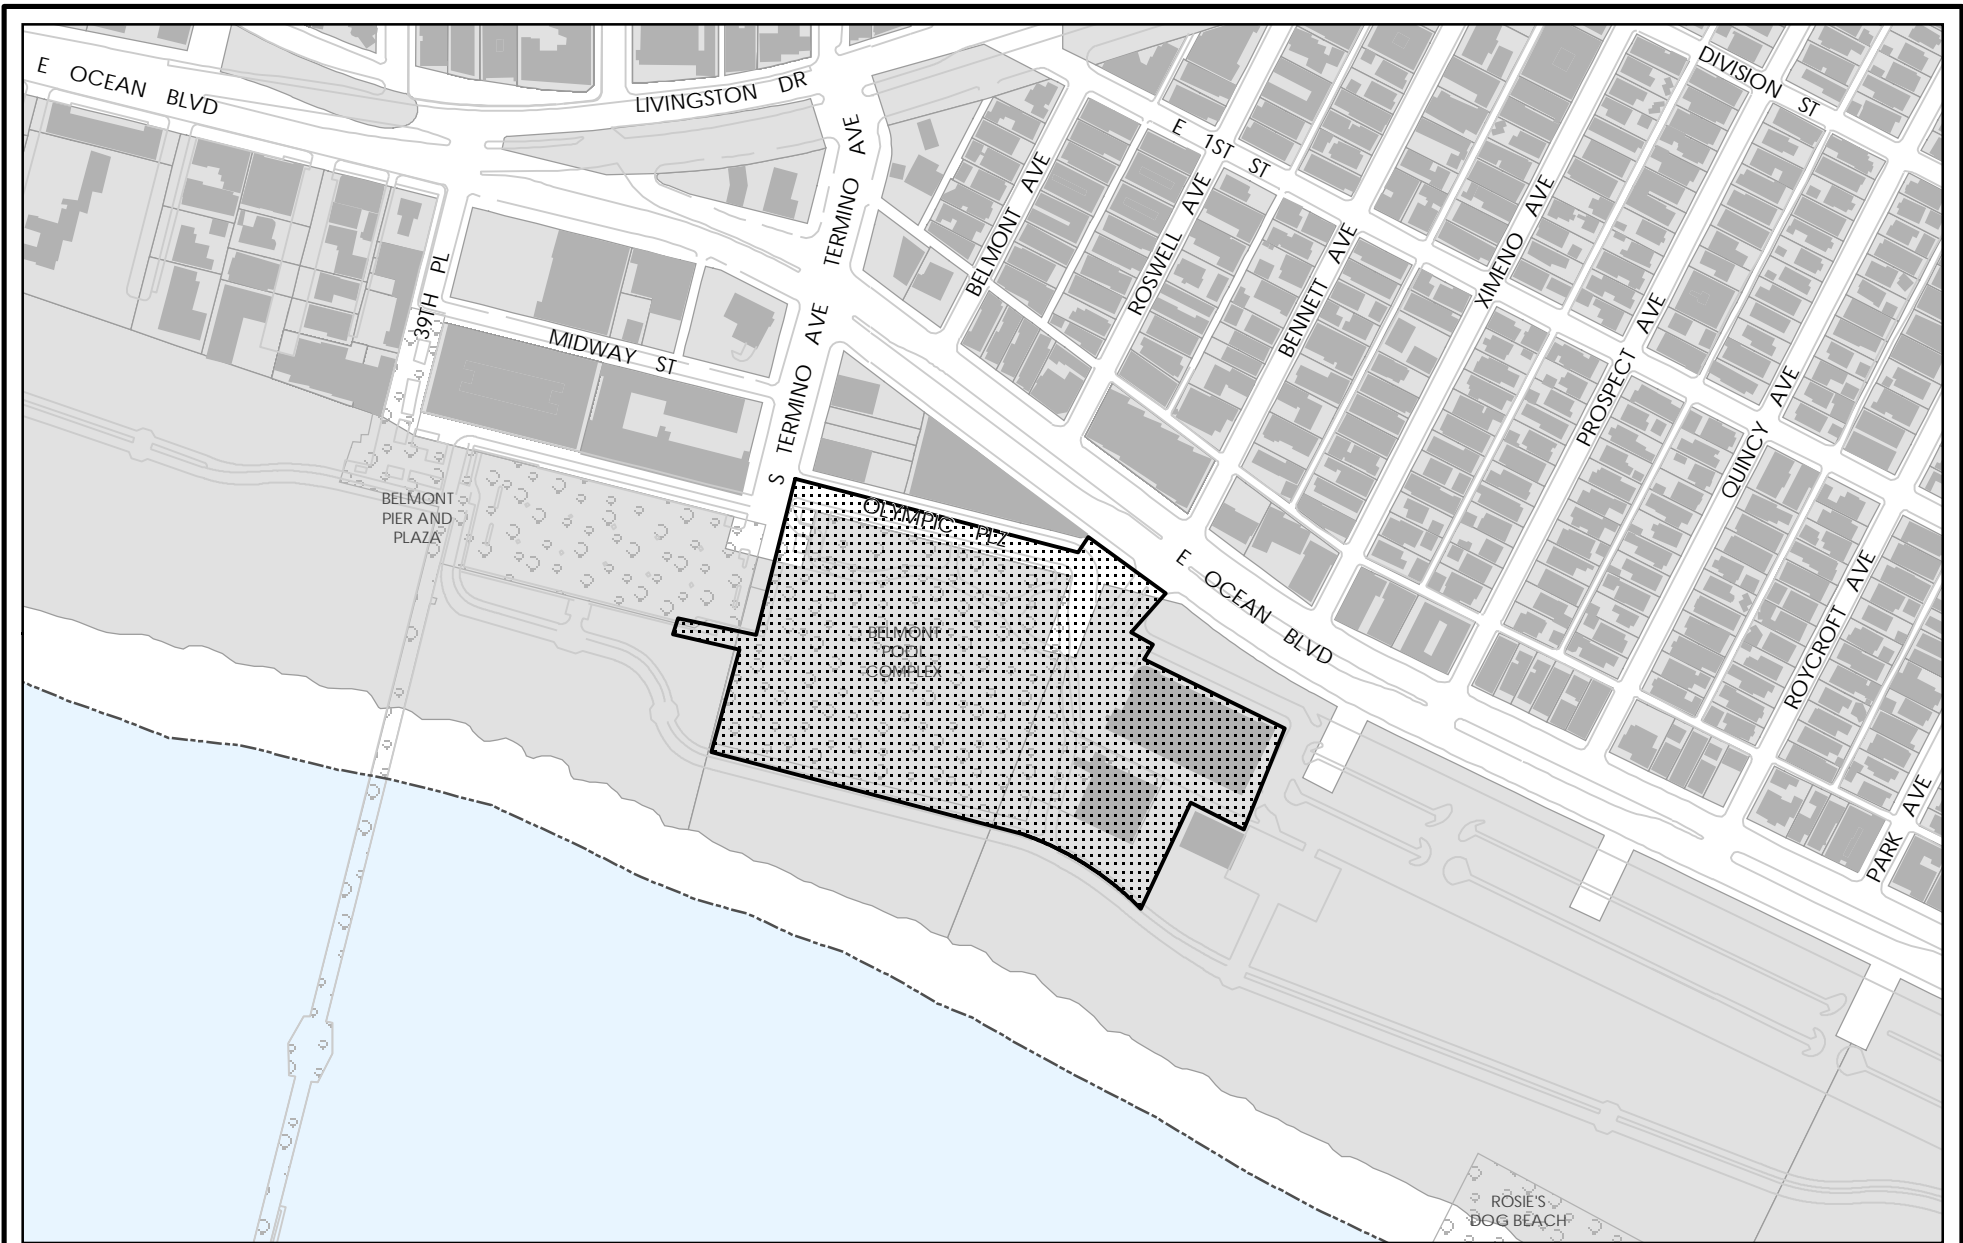 E OCEAN BLVD
LIVINGSTON DR
DIVISION ST
TERMINO AVE
E 1ST ST
BELMONT AVE
ROSWELL AVE
BENNETT AVE
XIMENO AVE
PROSPECT AVE
QUINCY AVE
ROYCROFT AVE
PARK AVE
39TH PL
MIDWAY ST
S TERMINO AVE
OLYMPIC PLZ
E OCEAN BLVD
BELMONT
PIER AND
PLAZA
BELMONT
POOL
COMPLEX
ROSIE'S
DOG BEACH